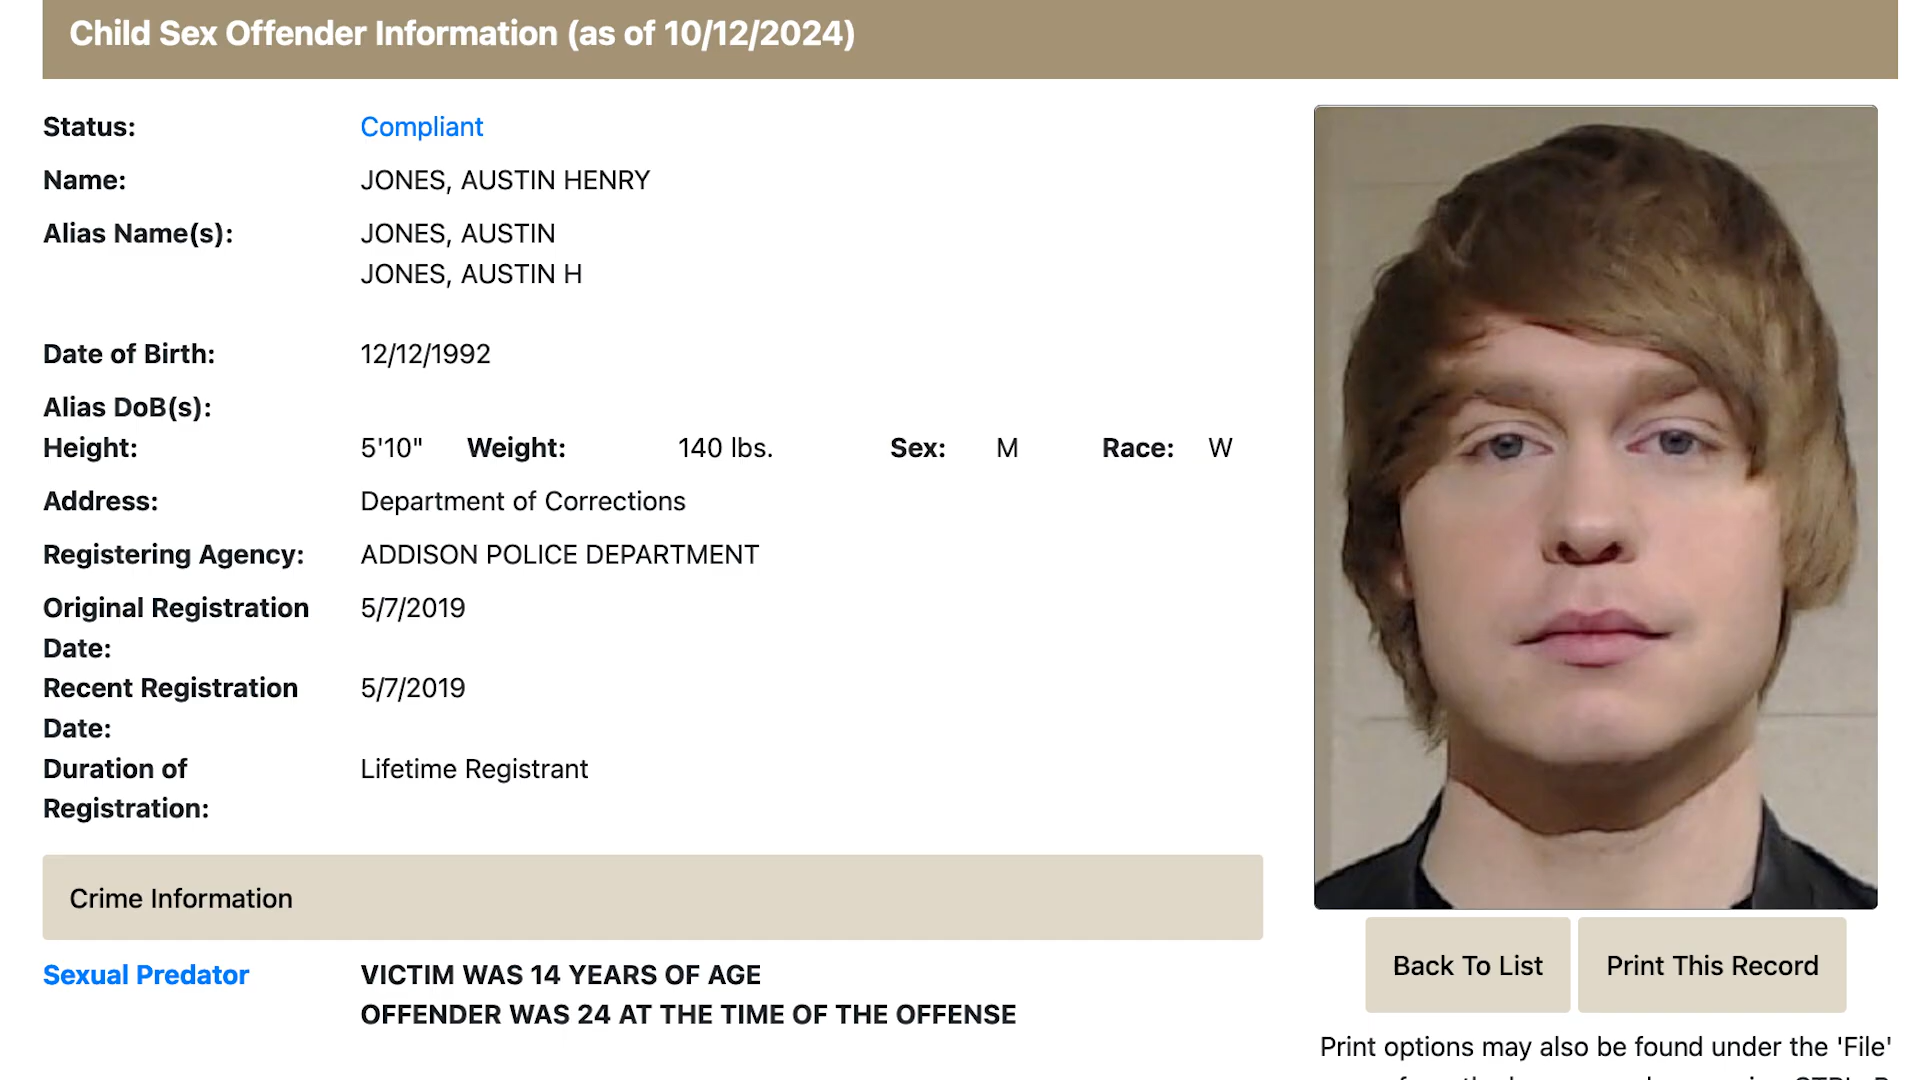 Child Sex Offender Information (as of 10/12/2024)
Status: Compliant
Name: JONES, AUSTIN HENRY
Alias Name(s): JONES, AUSTIN
JONES, AUSTIN H
Date of Birth: 12/12/1992
Alias DoB(s):
Height: 5'10" Weight: 140 lbs. Sex: M Race: W
Address: Department of Corrections
Registering Agency: ADDISON POLICE DEPARTMENT
Original Registration 5/7/2019
Date:
Recent Registration 5/7/2019
Date:
Duration of Lifetime Registrant
Registration:
Crime Information
Sexual Predator VICTIM WAS 14 YEARS OF AGE
OFFENDER WAS 24 AT THE TIME OF THE OFFENSE
Back To List Print This Record
Print options may also be found under the 'File'